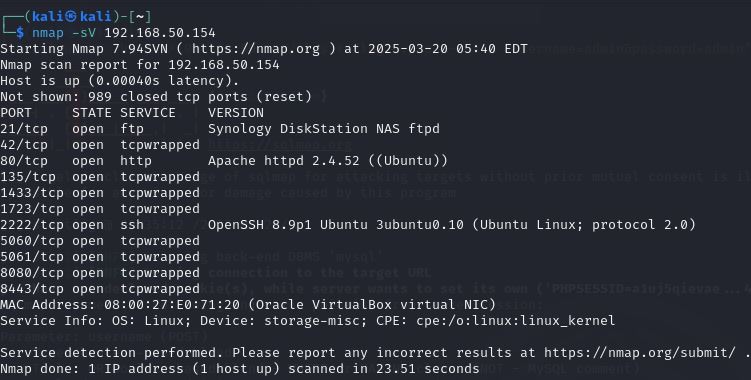 (kali㉿kali)-[~]
$ nmap -sV 192.168.50.154
Starting Nmap 7.94SVN ( https://nmap.org ) at 2025-03-20 05:40 EDT
Nmap scan report for 192.168.50.154
Host is up (0.00040s latency).
Not shown: 989 closed tcp ports (reset)
PORT STATE SERVICE VERSION
21/tcp open ftp Synology DiskStation NAS ftpd
42/tcp open tcpwrapped
80/tcp open http Apache httpd 2.4.52 ((Ubuntu))
135/tcp open tcpwrapped
1433/tcp open tcpwrapped
1723/tcp open tcpwrapped
2222/tcp open ssh OpenSSH 8.9p1 Ubuntu 3ubuntu0.10 (Ubuntu Linux; protocol 2.0)
5060/tcp open tcpwrapped
5061/tcp open tcpwrapped
8080/tcp open tcpwrapped
8443/tcp open tcpwrapped
MAC Address: 08:00:27:E0:71:20 (Oracle VirtualBox virtual NIC)
Service Info: OS: Linux; Device: storage-misc; CPE: cpe:/o:linux:linux_kernel
Service detection performed. Please report any incorrect results at https://nmap.org/submit/ .
Nmap done: 1 IP address (1 host up) scanned in 23.51 seconds